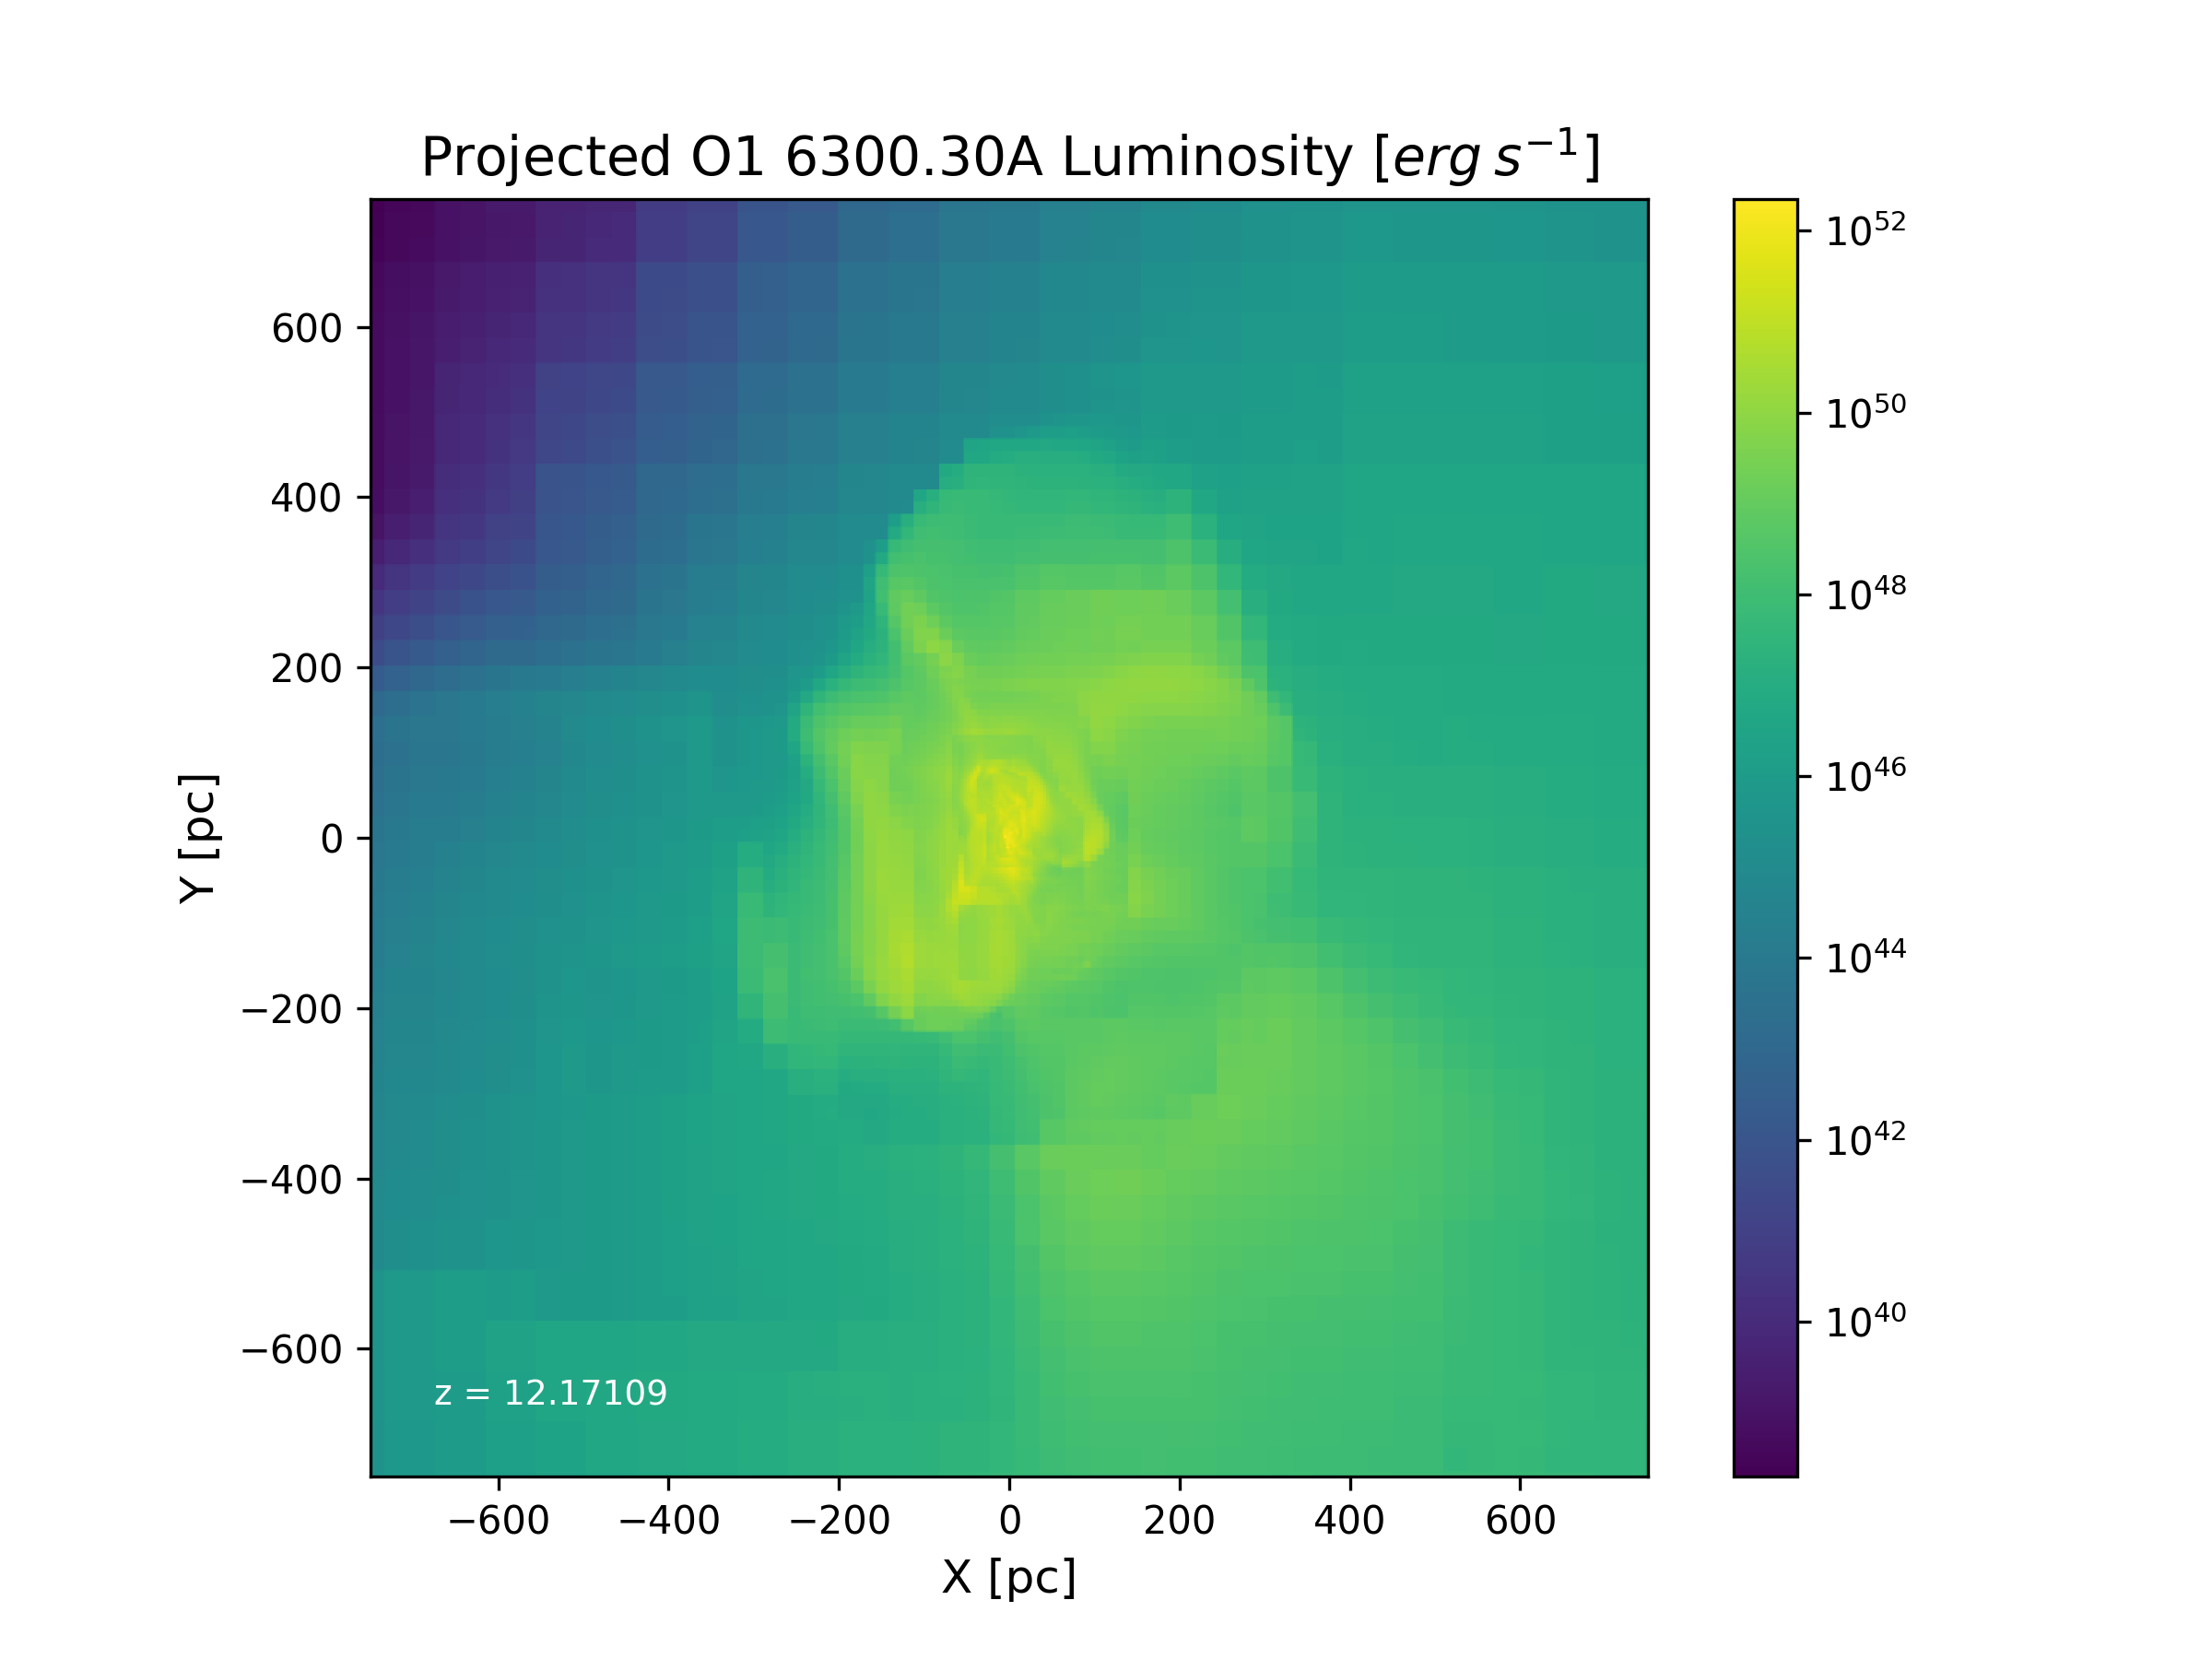 Projected O1 6300.30A Luminosity [erg s⁻¹]
Y [pc]
600
400
200
0
−200
−400
−600
z = 12.17109
−600 −400 −200 0 200 400 600
X [pc]
10⁵²
10⁵⁰
10⁴⁸
10⁴⁶
10⁴⁴
10⁴²
10⁴⁰